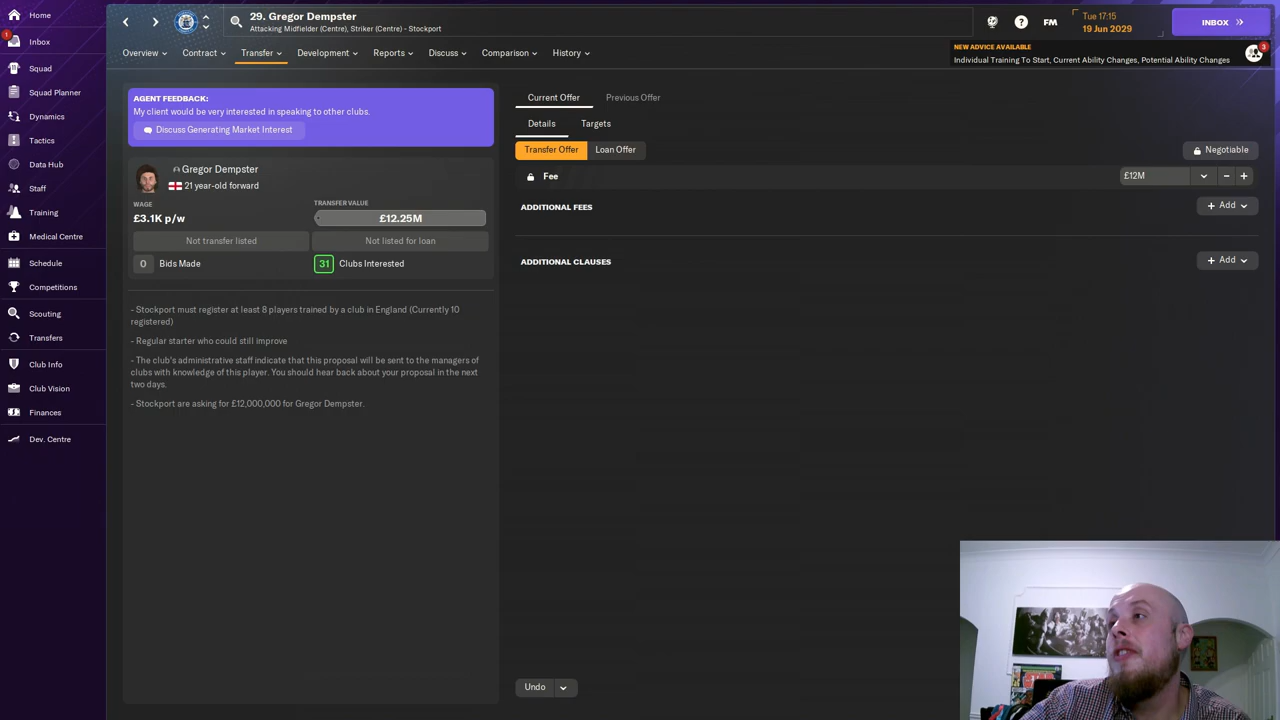 Home
1
Inbox
Squad
Squad Planner
Dynamics
Tactics
Data Hub
Staff
Training
Medical Centre
Schedule
Competitions
Scouting
Transfers
Club Info
Club Vision
Finances
Dev. Centre
29. Gregor Dempster
Attacking Midfielder (Centre), Striker (Centre) - Stockport
?
FM
Tue 17:15
19 Jun 2029
INBOX
Overview
Contract
Transfer
Development
Reports
Discuss
Comparison
History
NEW ADVICE AVAILABLE
Individual Training To Start, Current Ability Changes, Potential Ability Changes
3
AGENT FEEDBACK:
My client would be very interested in speaking to other clubs.
Discuss Generating Market Interest
Gregor Dempster
21 year-old forward
WAGE
£3.1K p/w
TRANSFER VALUE
£12.25M
Not transfer listed
Not listed for loan
0 Bids Made
31 Clubs Interested
- Stockport must register at least 8 players trained by a club in England (Currently 10
registered)
- Regular starter who could still improve
- The club's administrative staff indicate that this proposal will be sent to the managers of
clubs with knowledge of this player. You should hear back about your proposal in the next
two days.
- Stockport are asking for £12,000,000 for Gregor Dempster.
Current Offer
Previous Offer
Details
Targets
Transfer Offer
Loan Offer
Negotiable
Fee
£12M
ADDITIONAL FEES
+ Add
ADDITIONAL CLAUSES
+ Add
Undo